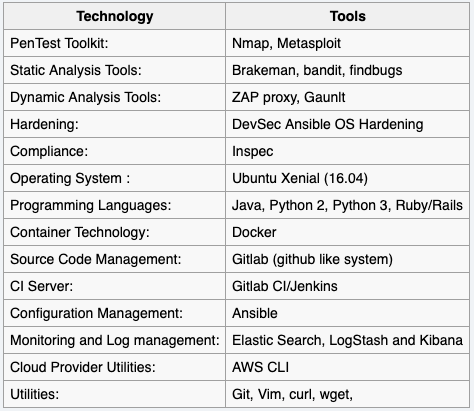 Technology Tools
PenTest Toolkit: Nmap, Metasploit
Static Analysis Tools: Brakeman, bandit, findbugs
Dynamic Analysis Tools: ZAP proxy, Gaunlt
Hardening: DevSec Ansible OS Hardening
Compliance: Inspec
Operating System : Ubuntu Xenial (16.04)
Programming Languages: Java, Python 2, Python 3, Ruby/Rails
Container Technology: Docker
Source Code Management: Gitlab (github like system)
CI Server: Gitlab CI/Jenkins
Configuration Management: Ansible
Monitoring and Log management: Elastic Search, LogStash and Kibana
Cloud Provider Utilities: AWS CLI
Utilities: Git, Vim, curl, wget,